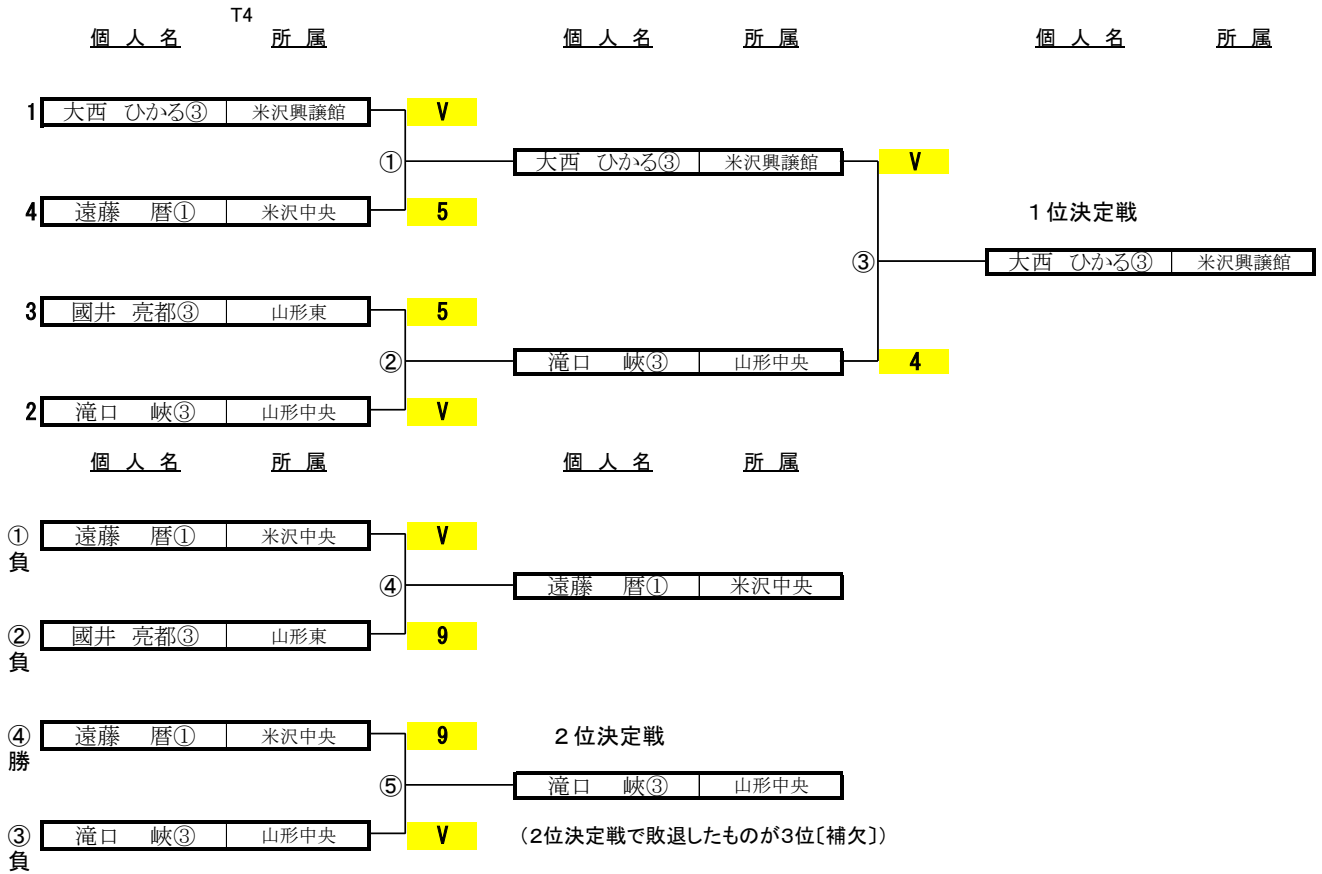 T4
個 人 名 所 属 個 人 名 所 属 個 人 名 所 属
1 大西 ひかる③ 米沢興譲館 V
① 大西 ひかる③ 米沢興譲館 V
4 遠藤 暦① 米沢中央 5 1位決定戦
③ 大西 ひかる③ 米沢興譲館
3 國井 亮都③ 山形東 5
② 滝口 峡③ 山形中央 4
2 滝口 峡③ 山形中央 V
個 人 名 所 属 個 人 名 所 属
①負 遠藤 暦① 米沢中央 V
④ 遠藤 暦① 米沢中央
②負 國井 亮都③ 山形東 9
④勝 遠藤 暦① 米沢中央 9 2位決定戦
⑤ 滝口 峡③ 山形中央
③負 滝口 峡③ 山形中央 V (2位決定戦で敗退したものが3位〔補欠〕)